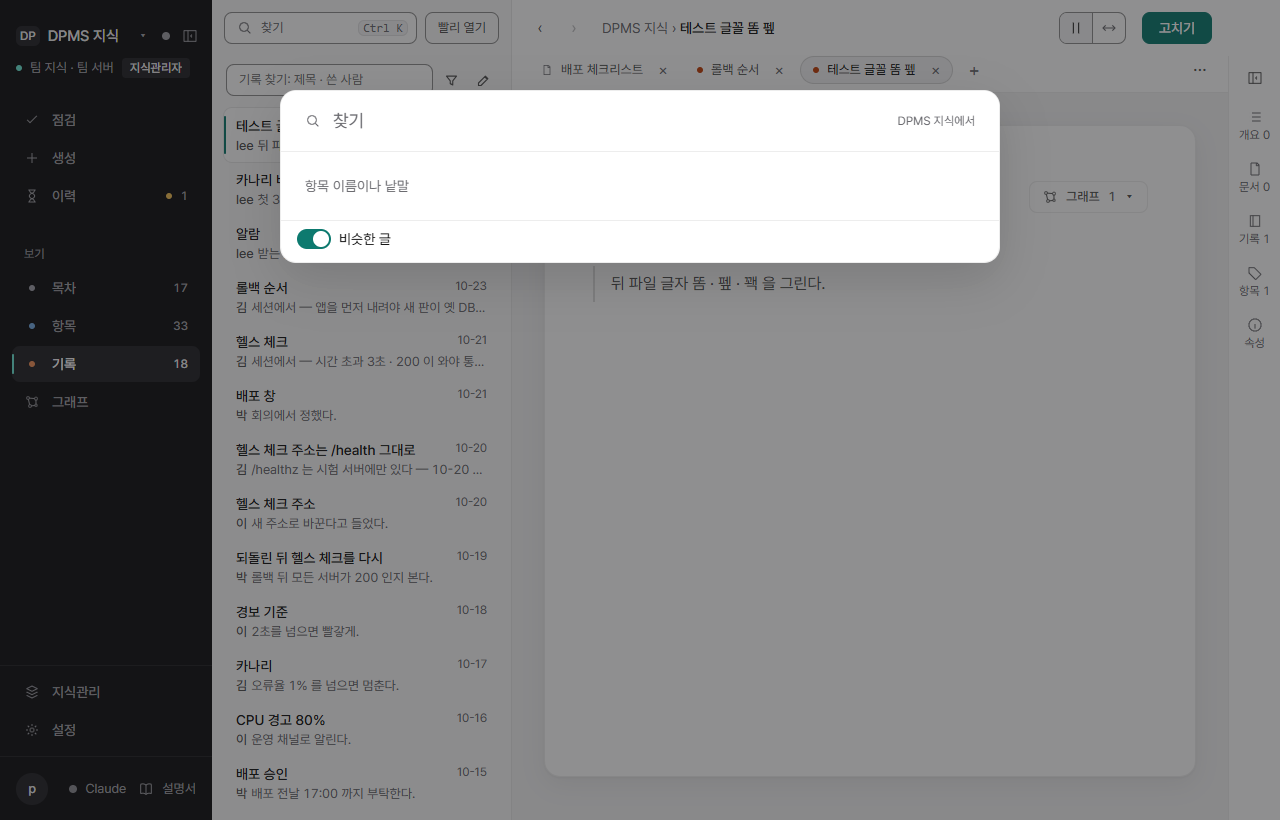 DP DPMS 지식
팀 지식 · 팀 서버 지식관리자
점검
생성
이력 1
보기
목차 17
항목 33
기록 18
그래프
지식관리
설정
p Claude 설명서
찾기 Ctrl K 빨리 열기
기록 찾기: 제목 · 쓴 사람
테스트
lee 뒤
카나리
lee 첫
알람
lee 받는
롤백 순서 10-23
김 세션에서 — 앱을 먼저 내려야 새 판이 옛 DB...
헬스 체크 10-21
김 세션에서 — 시간 초과 3초 · 200 이 와야 통...
배포 창 10-21
박 회의에서 정했다.
헬스 체크 주소는 /health 그대로 10-20
김 /healthz 는 시험 서버에만 있다 — 10-20 ...
헬스 체크 주소 10-20
이 새 주소로 바꾼다고 들었다.
되돌린 뒤 헬스 체크를 다시 10-19
박 롤백 뒤 모든 서버가 200 인지 본다.
경보 기준 10-18
이 2초를 넘으면 빨갛게.
카나리 10-17
김 오류율 1% 를 넘으면 멈춘다.
CPU 경고 80% 10-16
이 운영 채널로 알린다.
배포 승인 10-15
박 배포 전날 17:00 까지 부탁한다.
‹ › DPMS 지식 › 테스트 글꼴 똠 펲 고치기
배포 체크리스트 × 롤백 순서 × 테스트 글꼴 똠 펲 × + ...
찾기 DPMS 지식에서
항목 이름이나 낱말
비슷한 글
그래프 1
뒤 파일 글자 똠 · 펲 · 꽥 을 그린다.
개요 0
문서 0
기록 1
항목 1
속성